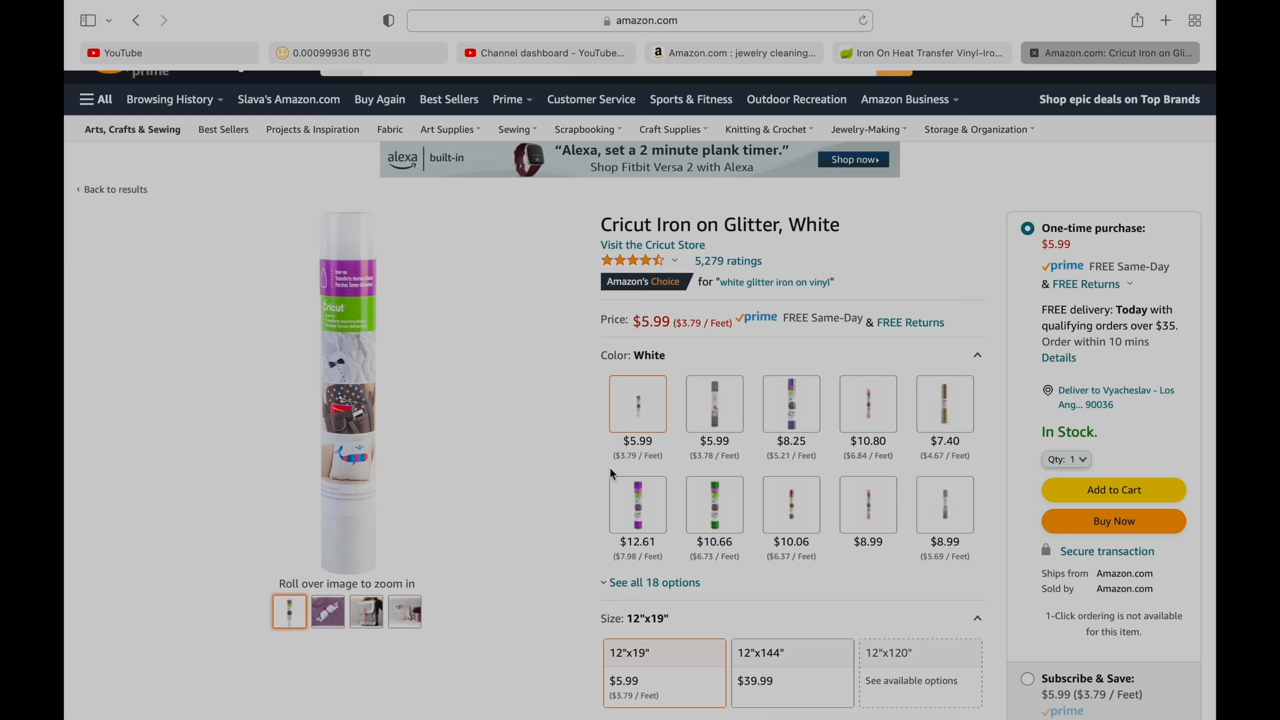 amazon.com
YouTube
0.00099936 BTC
Channel dashboard - YouTube...
Amazon.com : jewelry cleaning...
Iron On Heat Transfer Vinyl-Iro...
Amazon.com: Cricut Iron on Gli...
prime
All
Browsing History
Slava's Amazon.com
Buy Again
Best Sellers
Prime
Customer Service
Sports & Fitness
Outdoor Recreation
Amazon Business
Shop epic deals on Top Brands
Arts, Crafts & Sewing
Best Sellers
Projects & Inspiration
Fabric
Art Supplies
Sewing
Scrapbooking
Craft Supplies
Knitting & Crochet
Jewelry-Making
Storage & Organization
alexa built-in
“Alexa, set a 2 minute plank timer.”
Shop Fitbit Versa 2 with Alexa
Shop now
‹ Back to results
Cricut
Roll over image to zoom in
Cricut Iron on Glitter, White
Visit the Cricut Store
5,279 ratings
Amazon's Choice for "white glitter iron on vinyl"
Price: $5.99 ($3.79 / Feet) prime FREE Same-Day & FREE Returns
Color: White
$5.99 $5.99 $8.25 $10.80 $7.40
($3.79 / Feet) ($3.78 / Feet) ($5.21 / Feet) ($6.84 / Feet) ($4.67 / Feet)
$12.61 $10.66 $10.06 $8.99 $8.99
($7.98 / Feet) ($6.73 / Feet) ($6.37 / Feet) ($5.69 / Feet)
See all 18 options
Size: 12"x19"
12"x19" 12"x144" 12"x120"
$5.99 $39.99 See available options
($3.79 / Feet)
One-time purchase:
$5.99
prime FREE Same-Day
& FREE Returns
FREE delivery: Today with
qualifying orders over $35.
Order within 10 mins
Details
Deliver to Vyacheslav - Los
Ang... 90036
In Stock.
Qty: 1
Add to Cart
Buy Now
Secure transaction
Ships from Amazon.com
Sold by Amazon.com
1-Click ordering is not available
for this item.
Subscribe & Save:
$5.99 ($3.79 / Feet)
prime